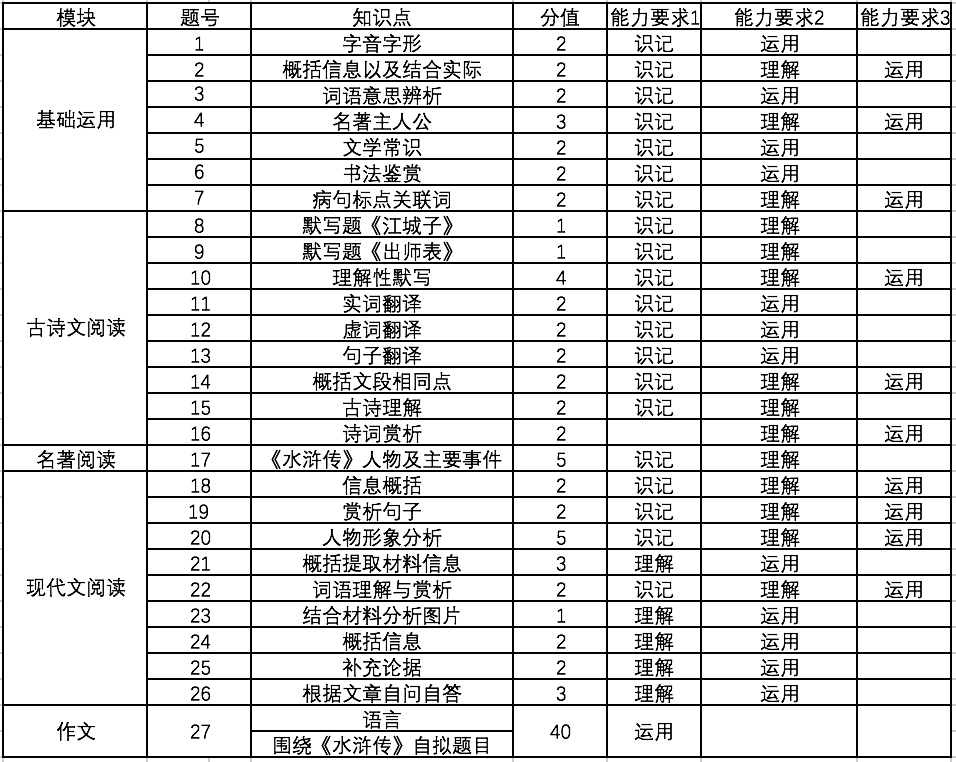 模块 题号 知识点 分值 能力要求1 能力要求2 能力要求3
1 字音字形 2 识记 运用
2 概括信息以及结合实际 2 识记 理解 运用
3 词语意思辨析 2 识记 运用
基础运用 4 名著主人公 3 识记 理解 运用
5 文学常识 2 识记 运用
6 书法鉴赏 2 识记 运用
7 病句标点关联词 2 识记 理解 运用
8 默写题《江城子》 1 识记 理解
9 默写题《出师表》 1 识记 理解
10 理解性默写 4 识记 理解 运用
11 实词翻译 2 识记 运用
古诗文阅读 12 虚词翻译 2 识记 运用
13 句子翻译 2 识记 运用
14 概括文段相同点 2 识记 理解 运用
15 古诗理解 2 识记 理解
16 诗词赏析 2 理解 运用
名著阅读 17 《水浒传》人物及主要事件 5 识记 理解
18 信息概括 2 识记 理解 运用
19 赏析句子 2 识记 理解 运用
20 人物形象分析 5 识记 理解 运用
21 概括提取材料信息 3 理解 运用
现代文阅读 22 词语理解与赏析 2 识记 理解 运用
23 结合材料分析图片 1 理解 运用
24 概括信息 2 理解 运用
25 补充论据 2 理解 运用
26 根据文章自问自答 3 理解 运用
作文 27 语言 40 运用
围绕《水浒传》自拟题目